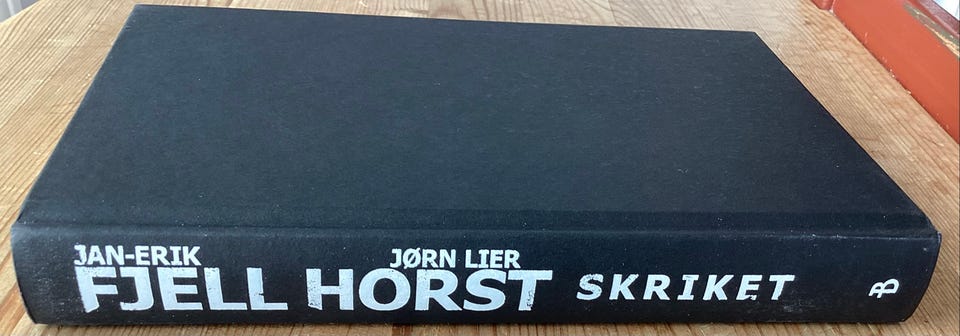 JAN-ERIK
FJELL
JØRN LIER
HORST
SKRIKET